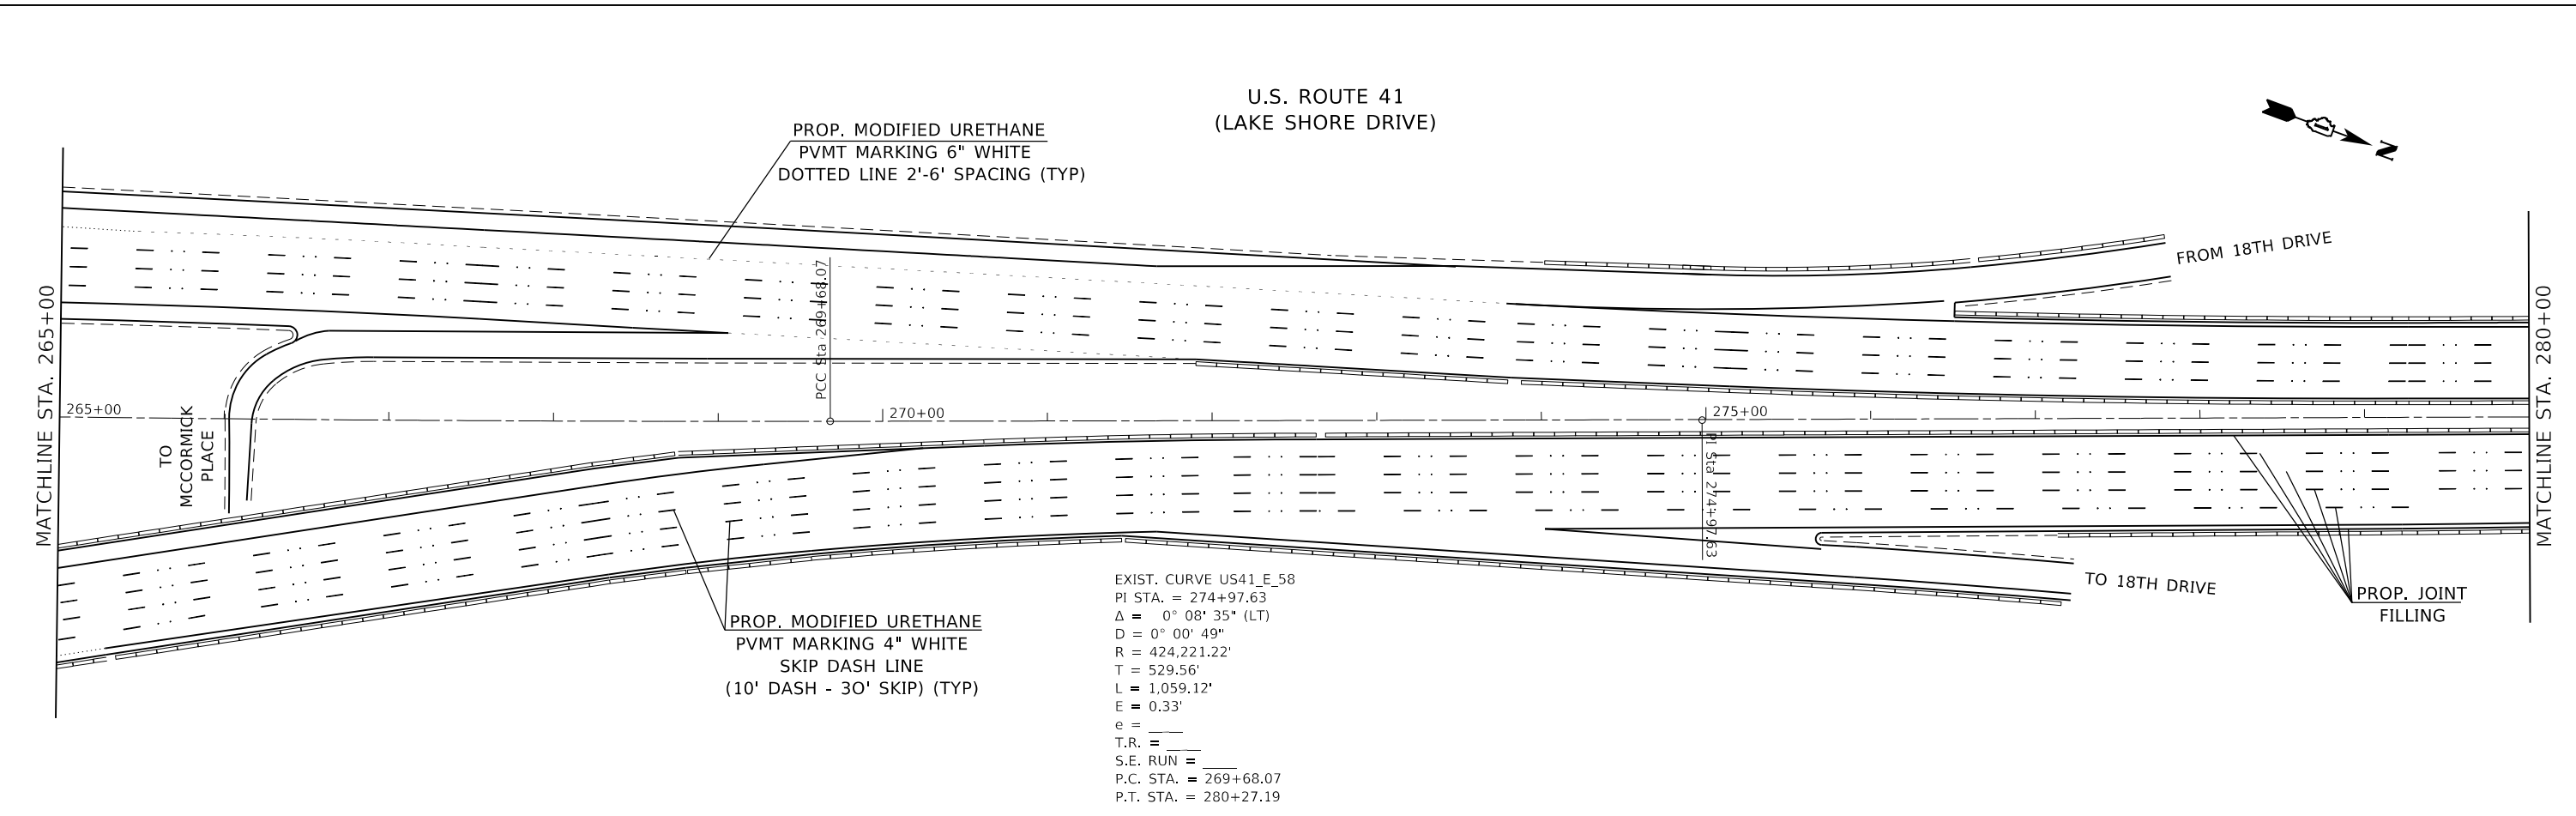 U.S. ROUTE 41
(LAKE SHORE DRIVE)
PROP. MODIFIED URETHANE
PVMT MARKING 6" WHITE
DOTTED LINE 2'-6' SPACING (TYP)
N
FROM 18TH DRIVE
MATCHLINE STA. 265+00
MATCHLINE STA. 280+00
PCC Sta 269+68.07
265+00
270+00
275+00
TO
MCCORMICK
PLACE
PI Sta 274+97.63
TO 18TH DRIVE
PROP. JOINT
FILLING
PROP. MODIFIED URETHANE
PVMT MARKING 4" WHITE
SKIP DASH LINE
(10' DASH - 30' SKIP) (TYP)
EXIST. CURVE US41_E_58
PI STA. = 274+97.63
Δ = 0° 08' 35" (LT)
D = 0° 00' 49"
R = 424,221.22'
T = 529.56'
L = 1,059.12'
E = 0.33'
e = ____
T.R. = ____
S.E. RUN = ____
P.C. STA. = 269+68.07
P.T. STA. = 280+27.19